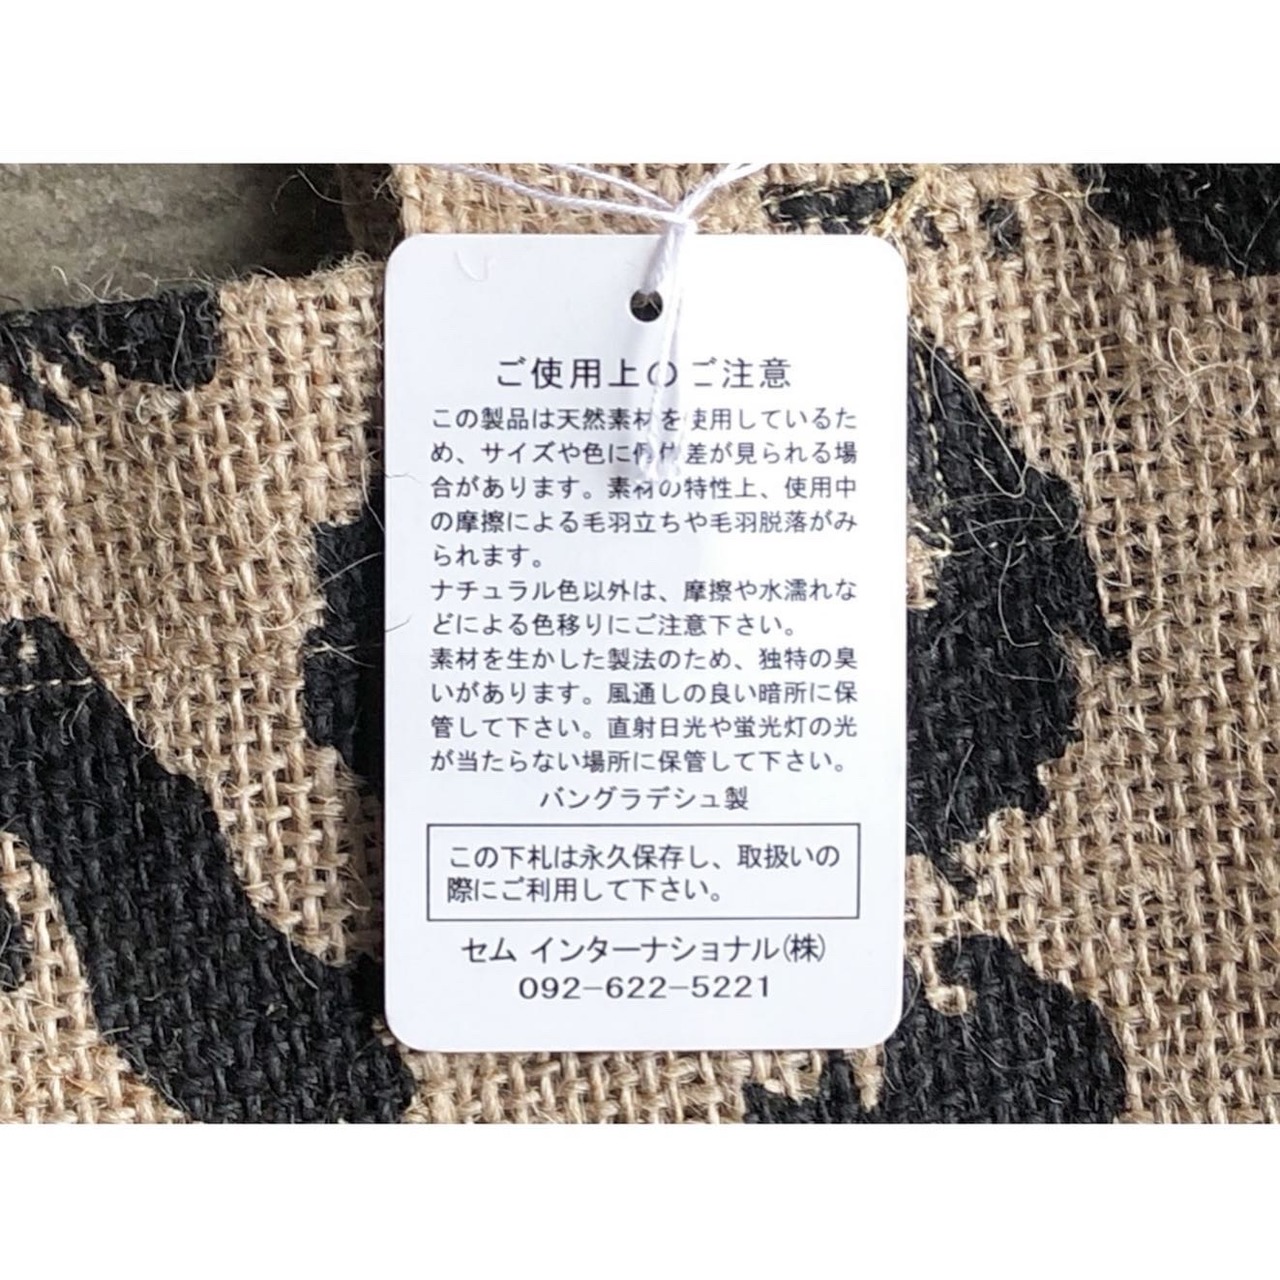 ご使用上のご注意
この製品は天然素材を使用しているた
め、サイズや色に個体差が見られる場
合があります。素材の特性上、使用中
の摩擦による毛羽立ちや毛羽脱落がみ
られます。
ナチュラル色以外は、摩擦や水濡れな
どによる色移りにご注意下さい。
素材を生かした製法のため、独特の臭
いがあります。風通しの良い暗所に保
管して下さい。直射日光や蛍光灯の光
が当たらない場所に保管して下さい。
バングラデシュ製
この下札は永久保存し、取扱いの
際にご利用して下さい。
セム インターナショナル(株)
092-622-5221